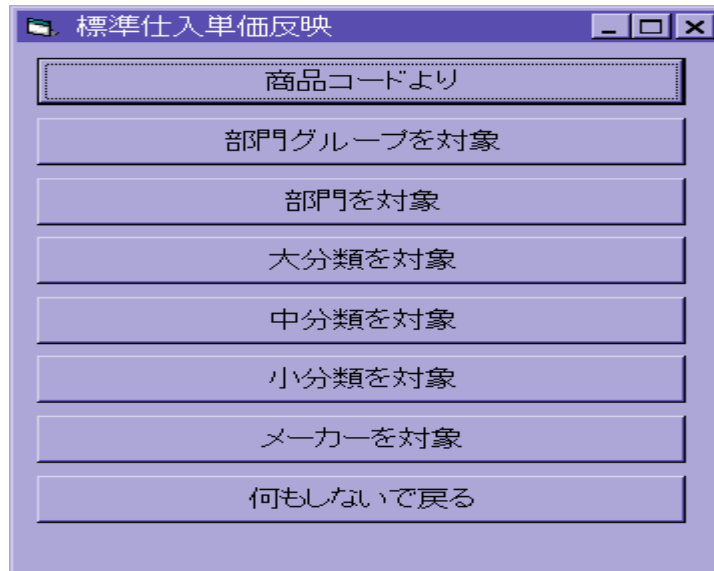 標準仕入単価反映
商品コードより
部門グループを対象
部門を対象
大分類を対象
中分類を対象
小分類を対象
メーカーを対象
何もしないで戻る